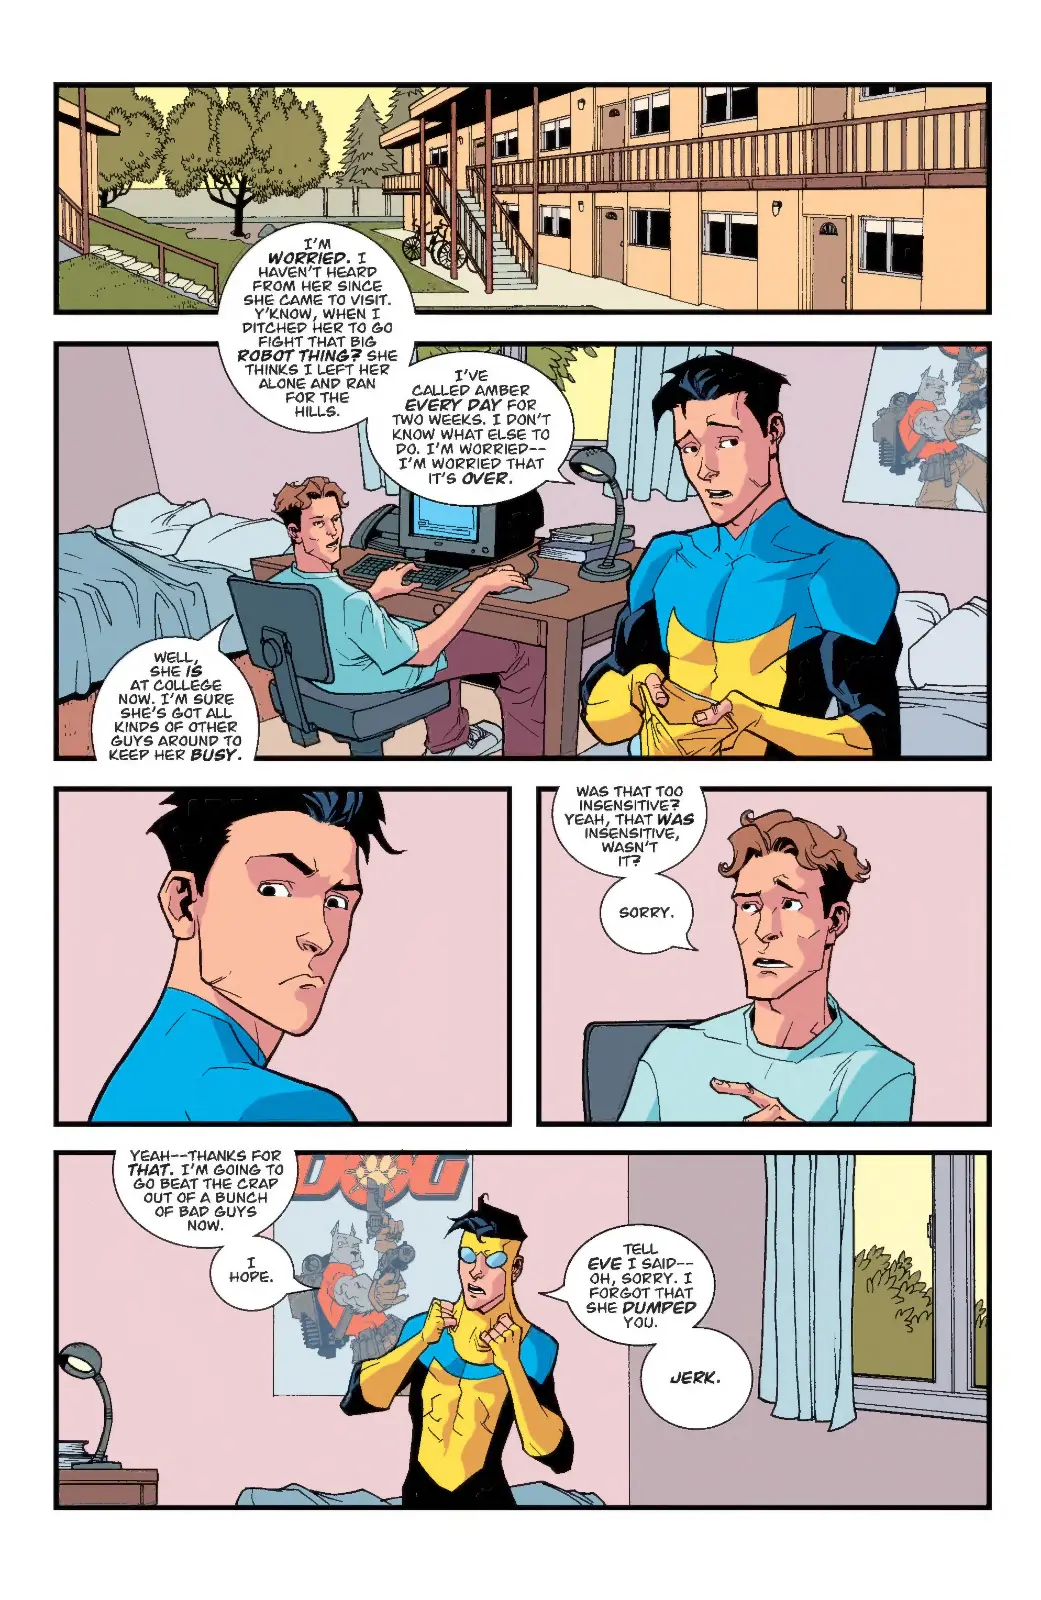 I'M
WORRIED. I
HAVEN'T HEARD
FROM HER SINCE
SHE CAME TO VISIT.
Y'KNOW, WHEN I
DITCHED HER TO GO
FIGHT THAT BIG
ROBOT THING? SHE
THINKS I LEFT HER
ALONE AND RAN
FOR THE
HILLS.
I'VE
CALLED AMBER
EVERY DAY FOR
TWO WEEKS. I DON'T
KNOW WHAT ELSE TO
DO. I'M WORRIED--
I'M WORRIED THAT
IT'S OVER.
WELL,
SHE IS
AT COLLEGE
NOW. I'M SURE
SHE'S GOT ALL
KINDS OF OTHER
GUYS AROUND TO
KEEP HER BUSY.
WAS THAT TOO
INSENSITIVE?
YEAH, THAT WAS
INSENSITIVE,
WASN'T
IT?
SORRY.
YEAH--THANKS FOR
THAT. I'M GOING TO
GO BEAT THE CRAP
OUT OF A BUNCH
OF BAD GUYS
NOW.
I
HOPE.
DOG
TELL
EVE I SAID--
OH, SORRY. I
FORGOT THAT
SHE DUMPED
YOU.
JERK.